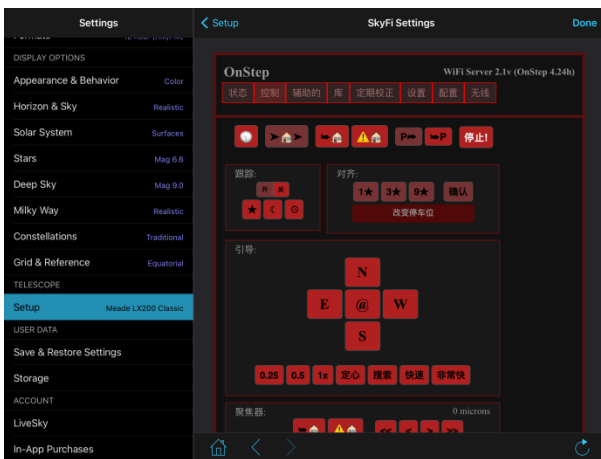 Settings
DISPLAY OPTIONS
Appearance & Behavior Color
Horizon & Sky Realistic
Solar System Surfaces
Stars Mag 6.6
Deep Sky Mag 9.0
Milky Way Realistic
Constellations Traditional
Grid & Reference Equatorial
TELESCOPE
Setup Meade LX200 Classic
USER DATA
Save & Restore Settings
Storage
ACCOUNT
LiveSky
In-App Purchases
Setup SkyFi Settings Done
OnStep WiFi Server 2.1v (OnStep 4.24h)
状态 控制 辅助的 库 定期校正 设置 配置 无线
P P 停止!
跟踪: 对齐:
开 关
1★ 3★ 9★ 确认
★ ☾ ⊙
改变停车位
引导:
N
E @ W
S
0.25 0.5 1x 定心 搜索 快速 非常快
聚焦器: 0 microns
<< < > >>